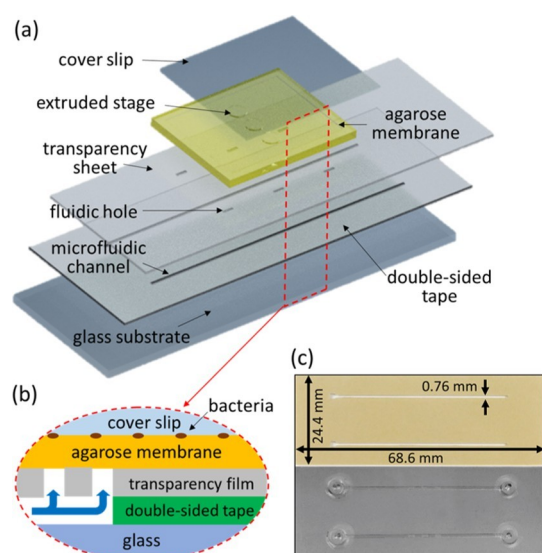 (a)
cover slip
extruded stage
agarose
membrane
transparency
sheet
fluidic hole
microfluidic
channel
double-sided
tape
glass substrate
(b)
bacteria
cover slip
agarose membrane
transparency film
double-sided tape
glass
(c)
0.76 mm
24.4 mm
68.6 mm